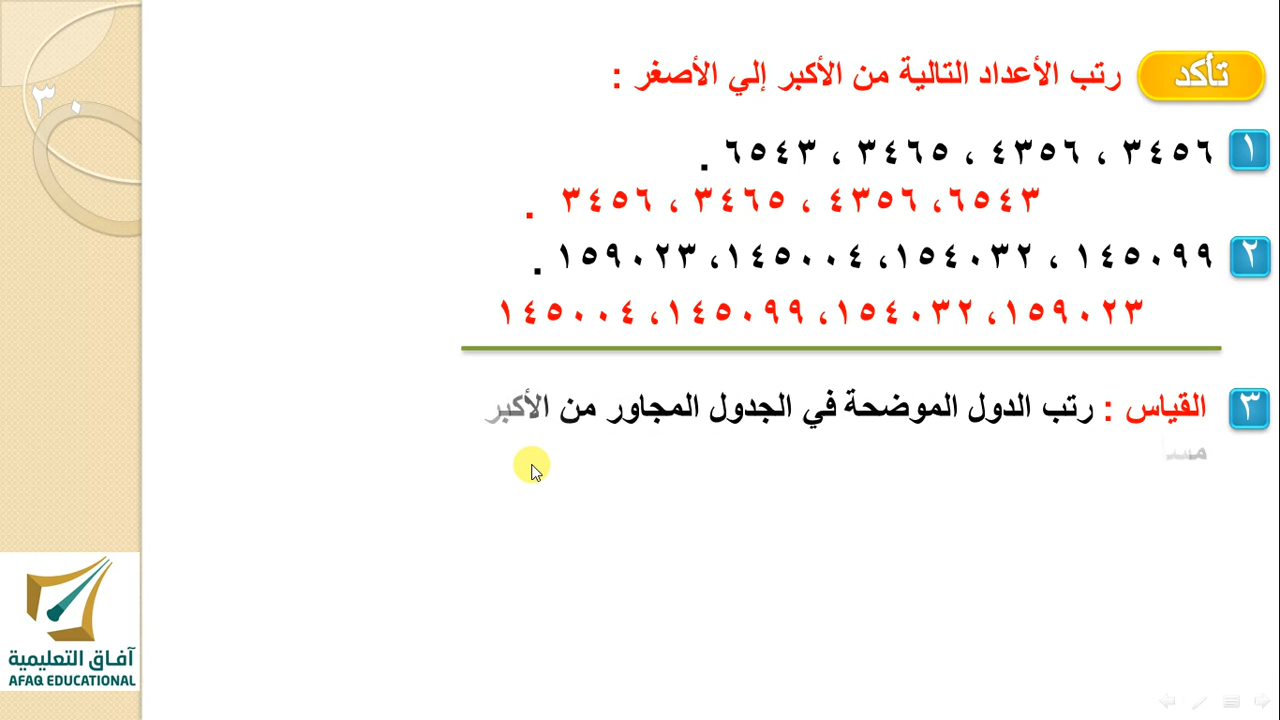 تأكد رتب الأعداد التالية من الأكبر إلي الأصغر :
١ ٣٤٥٦ ، ٤٣٥٦ ، ٣٤٦٥ ، ٦٥٤٣ .
٦٥٤٣، ٤٣٥٦ ، ٣٤٦٥ ، ٣٤٥٦ .
٢ ١٤٥٠٩٩ ، ١٥٤٠٣٢، ١٤٥٠٠٤، ١٥٩٠٢٣ .
١٥٩٠٢٣، ١٥٤٠٣٢، ١٤٥٠٩٩، ١٤٥٠٠٤
٣ القياس : رتب الدول الموضحة في الجدول المجاور من الأكبر
٣٠
آفاق التعليمية
AFAQ EDUCATIONAL